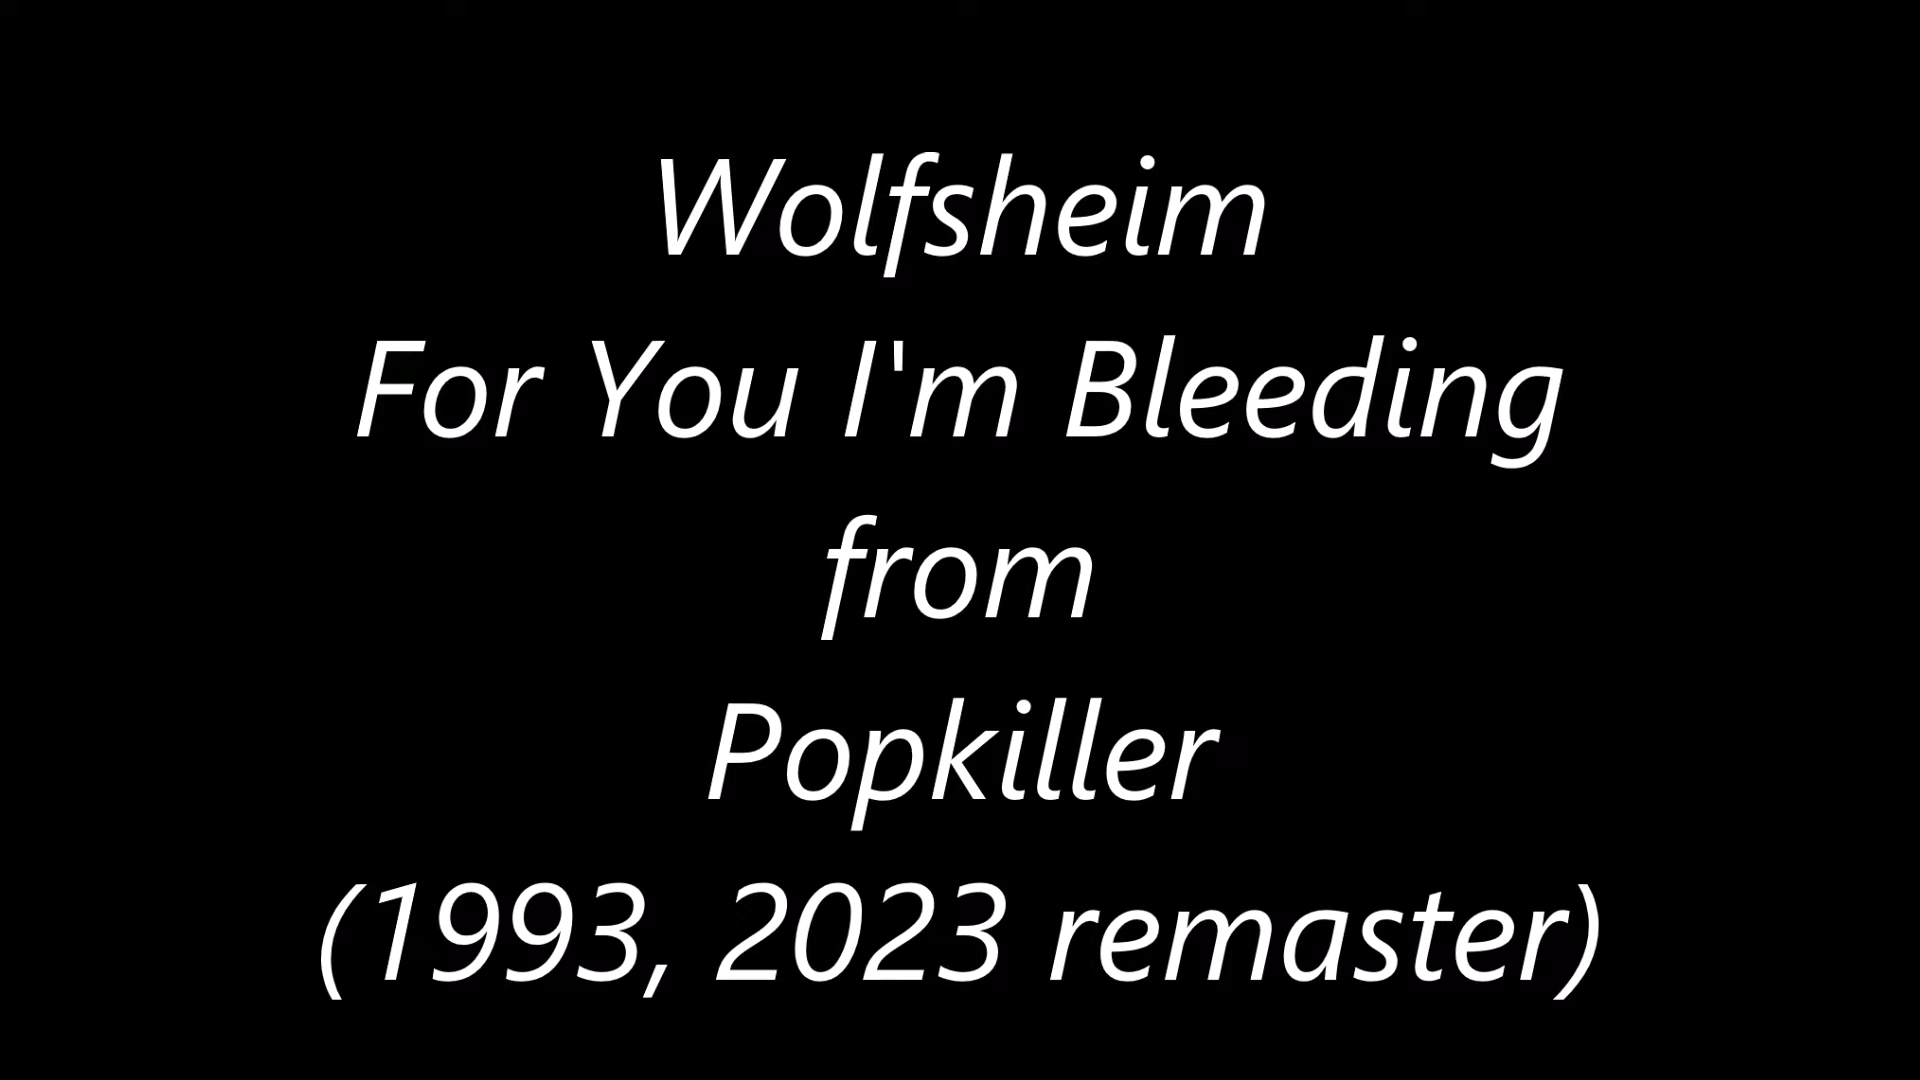 Wolfsheim
For You I'm Bleeding
from
Popkiller
(1993, 2023 remaster)